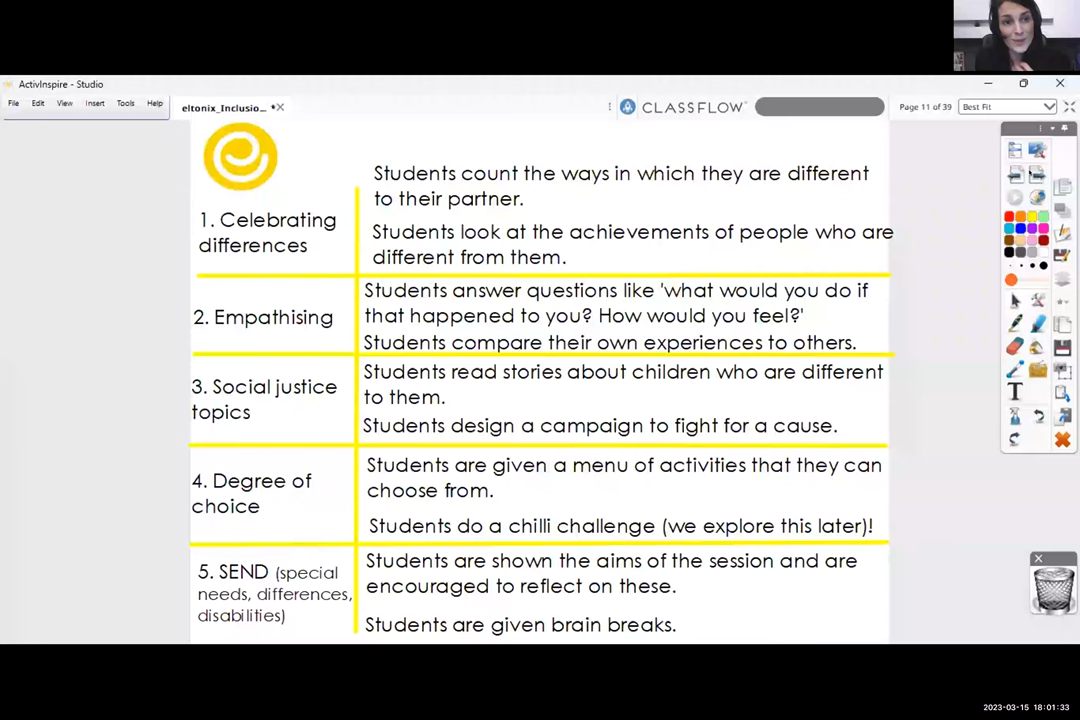 ActivInspire - Studio
File Edit View Insert Tools Help
eltonix_Inclusio... *
CLASSFLOW
Page 11 of 39
Best Fit
Students count the ways in which they are different
to their partner.
1. Celebrating
differences
Students look at the achievements of people who are
different from them.
2. Empathising
Students answer questions like 'what would you do if
that happened to you? How would you feel?'
Students compare their own experiences to others.
3. Social justice
topics
Students read stories about children who are different
to them.
Students design a campaign to fight for a cause.
4. Degree of
choice
Students are given a menu of activities that they can
choose from.
Students do a chilli challenge (we explore this later)!
5. SEND (special
needs, differences,
disabilities)
Students are shown the aims of the session and are
encouraged to reflect on these.
Students are given brain breaks.
2023-03-15 18:01:33